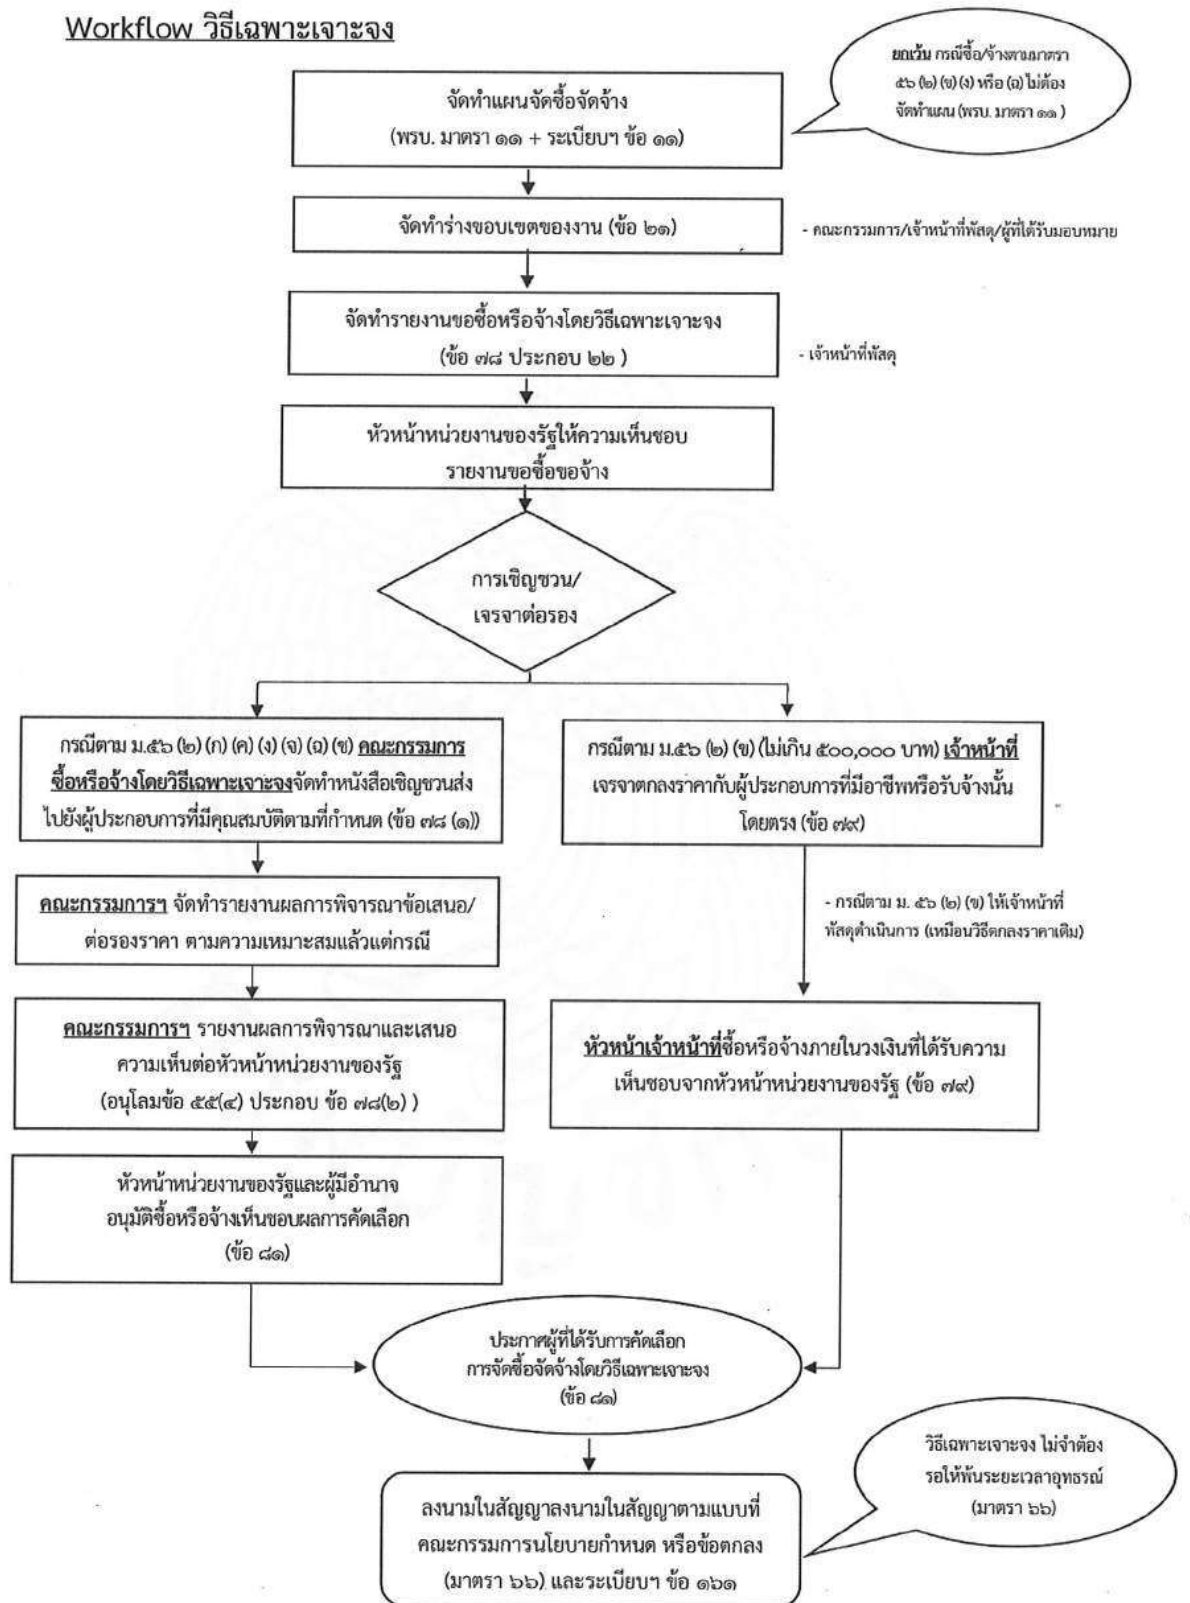 Workflow วิธีเฉพาะเจาะจง
ยกเว้น กรณีซื้อ/จ้างตามมาตรา
๕๖ (๒) (ข) (ง) หรือ (ฉ) ไม่ต้อง
จัดทำแผน (พรบ. มาตรา ๑๑ )
จัดทำแผนจัดซื้อจัดจ้าง
(พรบ. มาตรา ๑๑ + ระเบียบฯ ข้อ ๑๑)
จัดทำร่างขอบเขตของงาน (ข้อ ๒๑)
- คณะกรรมการ/เจ้าหน้าที่พัสดุ/ผู้ที่ได้รับมอบหมาย
จัดทำรายงานขอซื้อหรือจ้างโดยวิธีเฉพาะเจาะจง
(ข้อ ๗๘ ประกอบ ๒๒ )
- เจ้าหน้าที่พัสดุ
หัวหน้าหน่วยงานของรัฐให้ความเห็นชอบ
รายงานขอซื้อขอจ้าง
การเชิญชวน/
เจรจาต่อรอง
กรณีตาม ม.๕๖ (๒) (ก) (ค) (ง) (จ) (ฉ) (ช) คณะกรรมการ
ซื้อหรือจ้างโดยวิธีเฉพาะเจาะจงจัดทำหนังสือเชิญชวนส่ง
ไปยังผู้ประกอบการที่มีคุณสมบัติตามที่กำหนด (ข้อ ๗๘ (๑))
กรณีตาม ม.๕๖ (๒) (ข) (ไม่เกิน ๕๐๐,๐๐๐ บาท) เจ้าหน้าที่
เจรจาตกลงราคากับผู้ประกอบการที่มีอาชีพหรือรับจ้างนั้น
โดยตรง (ข้อ ๗๙)
คณะกรรมการฯ จัดทำรายงานผลการพิจารณาข้อเสนอ/
ต่อรองราคา ตามความเหมาะสมแล้วแต่กรณี
- กรณีตาม ม. ๕๖ (๒) (ข) ให้เจ้าหน้าที่
พัสดุดำเนินการ (เหมือนวิธีตกลงราคาเดิม)
คณะกรรมการฯ รายงานผลการพิจารณาและเสนอ
ความเห็นต่อหัวหน้าหน่วยงานของรัฐ
(อนุโลมข้อ ๕๕(๔) ประกอบ ข้อ ๗๘(๒) )
หัวหน้าเจ้าหน้าที่ซื้อหรือจ้างภายในวงเงินที่ได้รับความ
เห็นชอบจากหัวหน้าหน่วยงานของรัฐ (ข้อ ๗๙)
หัวหน้าหน่วยงานของรัฐและผู้มีอำนาจ
อนุมัติซื้อหรือจ้างเห็นชอบผลการคัดเลือก
(ข้อ ๘๑)
ประกาศผู้ที่ได้รับการคัดเลือก
การจัดซื้อจัดจ้างโดยวิธีเฉพาะเจาะจง
(ข้อ ๘๑)
วิธีเฉพาะเจาะจง ไม่จำต้อง
รอให้พ้นระยะเวลาอุทธรณ์
(มาตรา ๖๖)
ลงนามในสัญญาลงนามในสัญญาตามแบบที่
คณะกรรมการนโยบายกำหนด หรือข้อตกลง
(มาตรา ๖๖) และระเบียบฯ ข้อ ๑๖๑